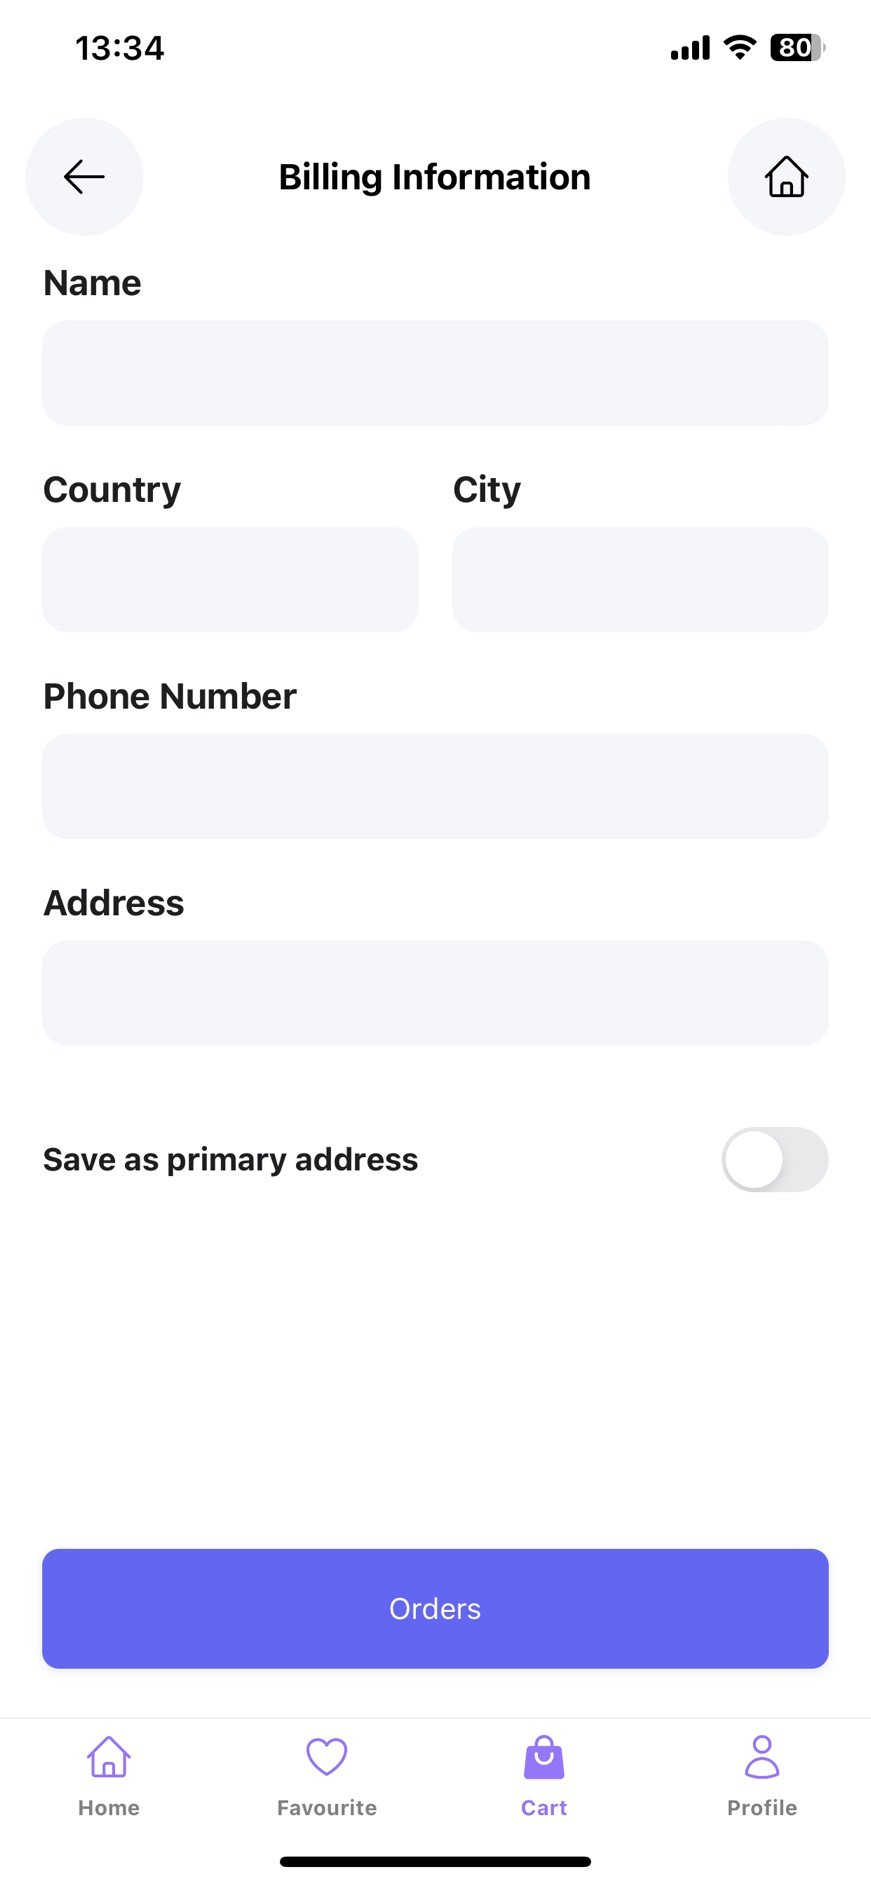 13:34
80
Billing Information
Name
Country
City
Phone Number
Address
Save as primary address
Orders
Home
Favourite
Cart
Profile